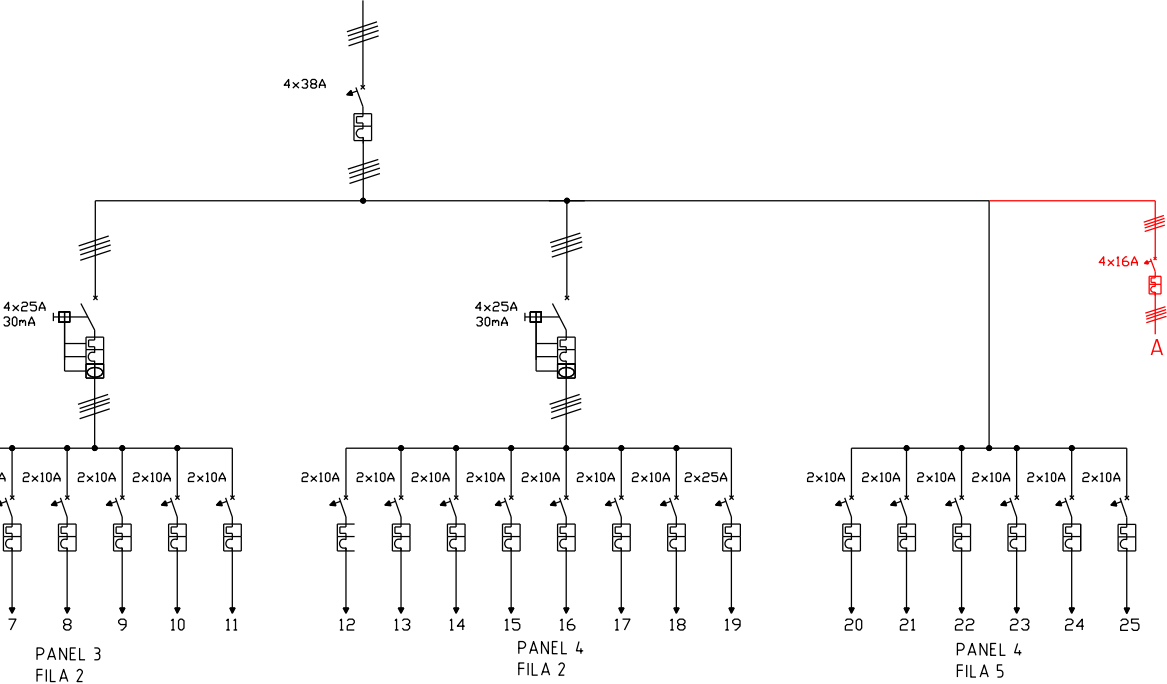 4x38A
4x16A
4x25A
30mA
4x25A
30mA
A
A 2x10A 2x10A 2x10A 2x10A 2x10A 2x10A 2x10A 2x10A 2x10A 2x10A 2x10A 2x25A 2x10A 2x10A 2x10A 2x10A 2x10A 2x10A
7 8 9 10 11 12 13 14 15 16 17 18 19 20 21 22 23 24 25
PANEL 3
FILA 2
PANEL 4
FILA 2
PANEL 4
FILA 5